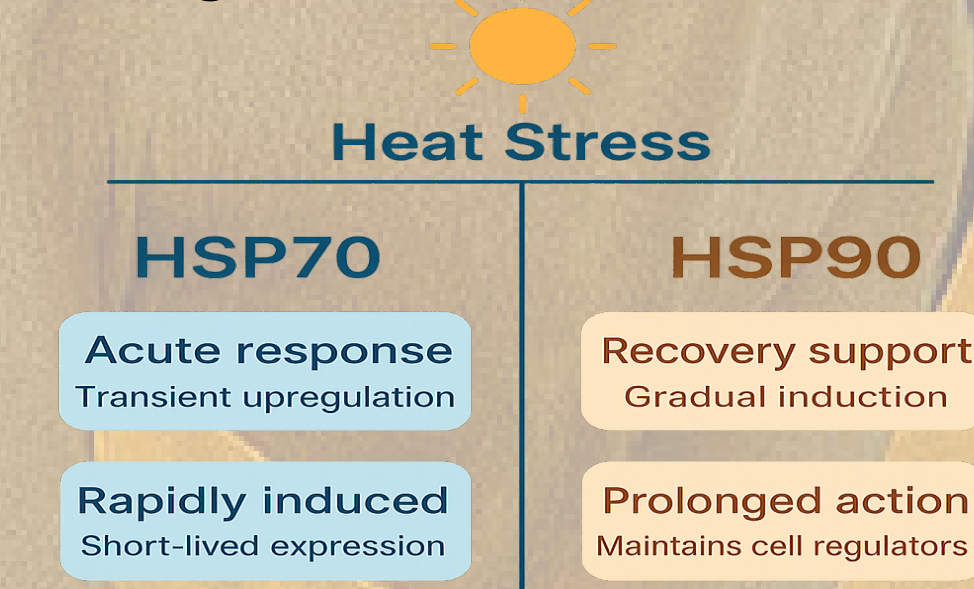 Heat Stress
HSP70
HSP90
Acute response
Transient upregulation
Recovery support
Gradual induction
Rapidly induced
Short-lived expression
Prolonged action
Maintains cell regulators